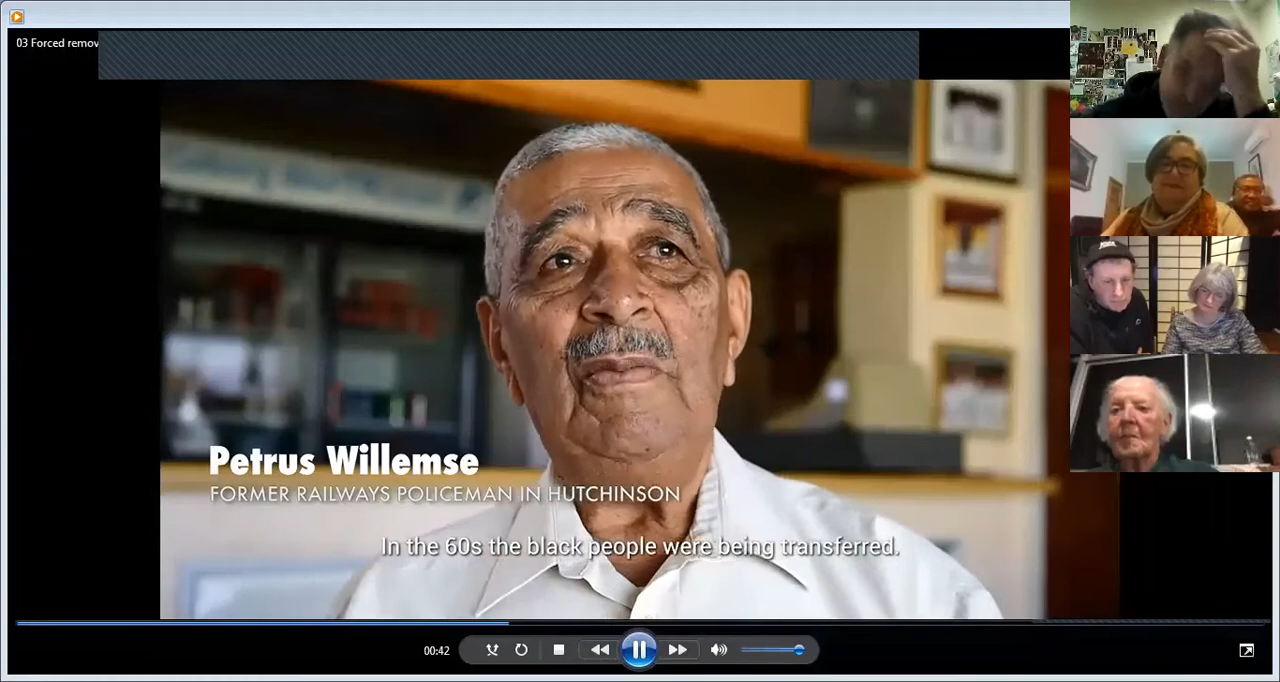 03 Forced remov
Petrus Willemse
FORMER RAILWAYS POLICEMAN IN HUTCHINSON
In the 60s the black people were being transferred.
00:42